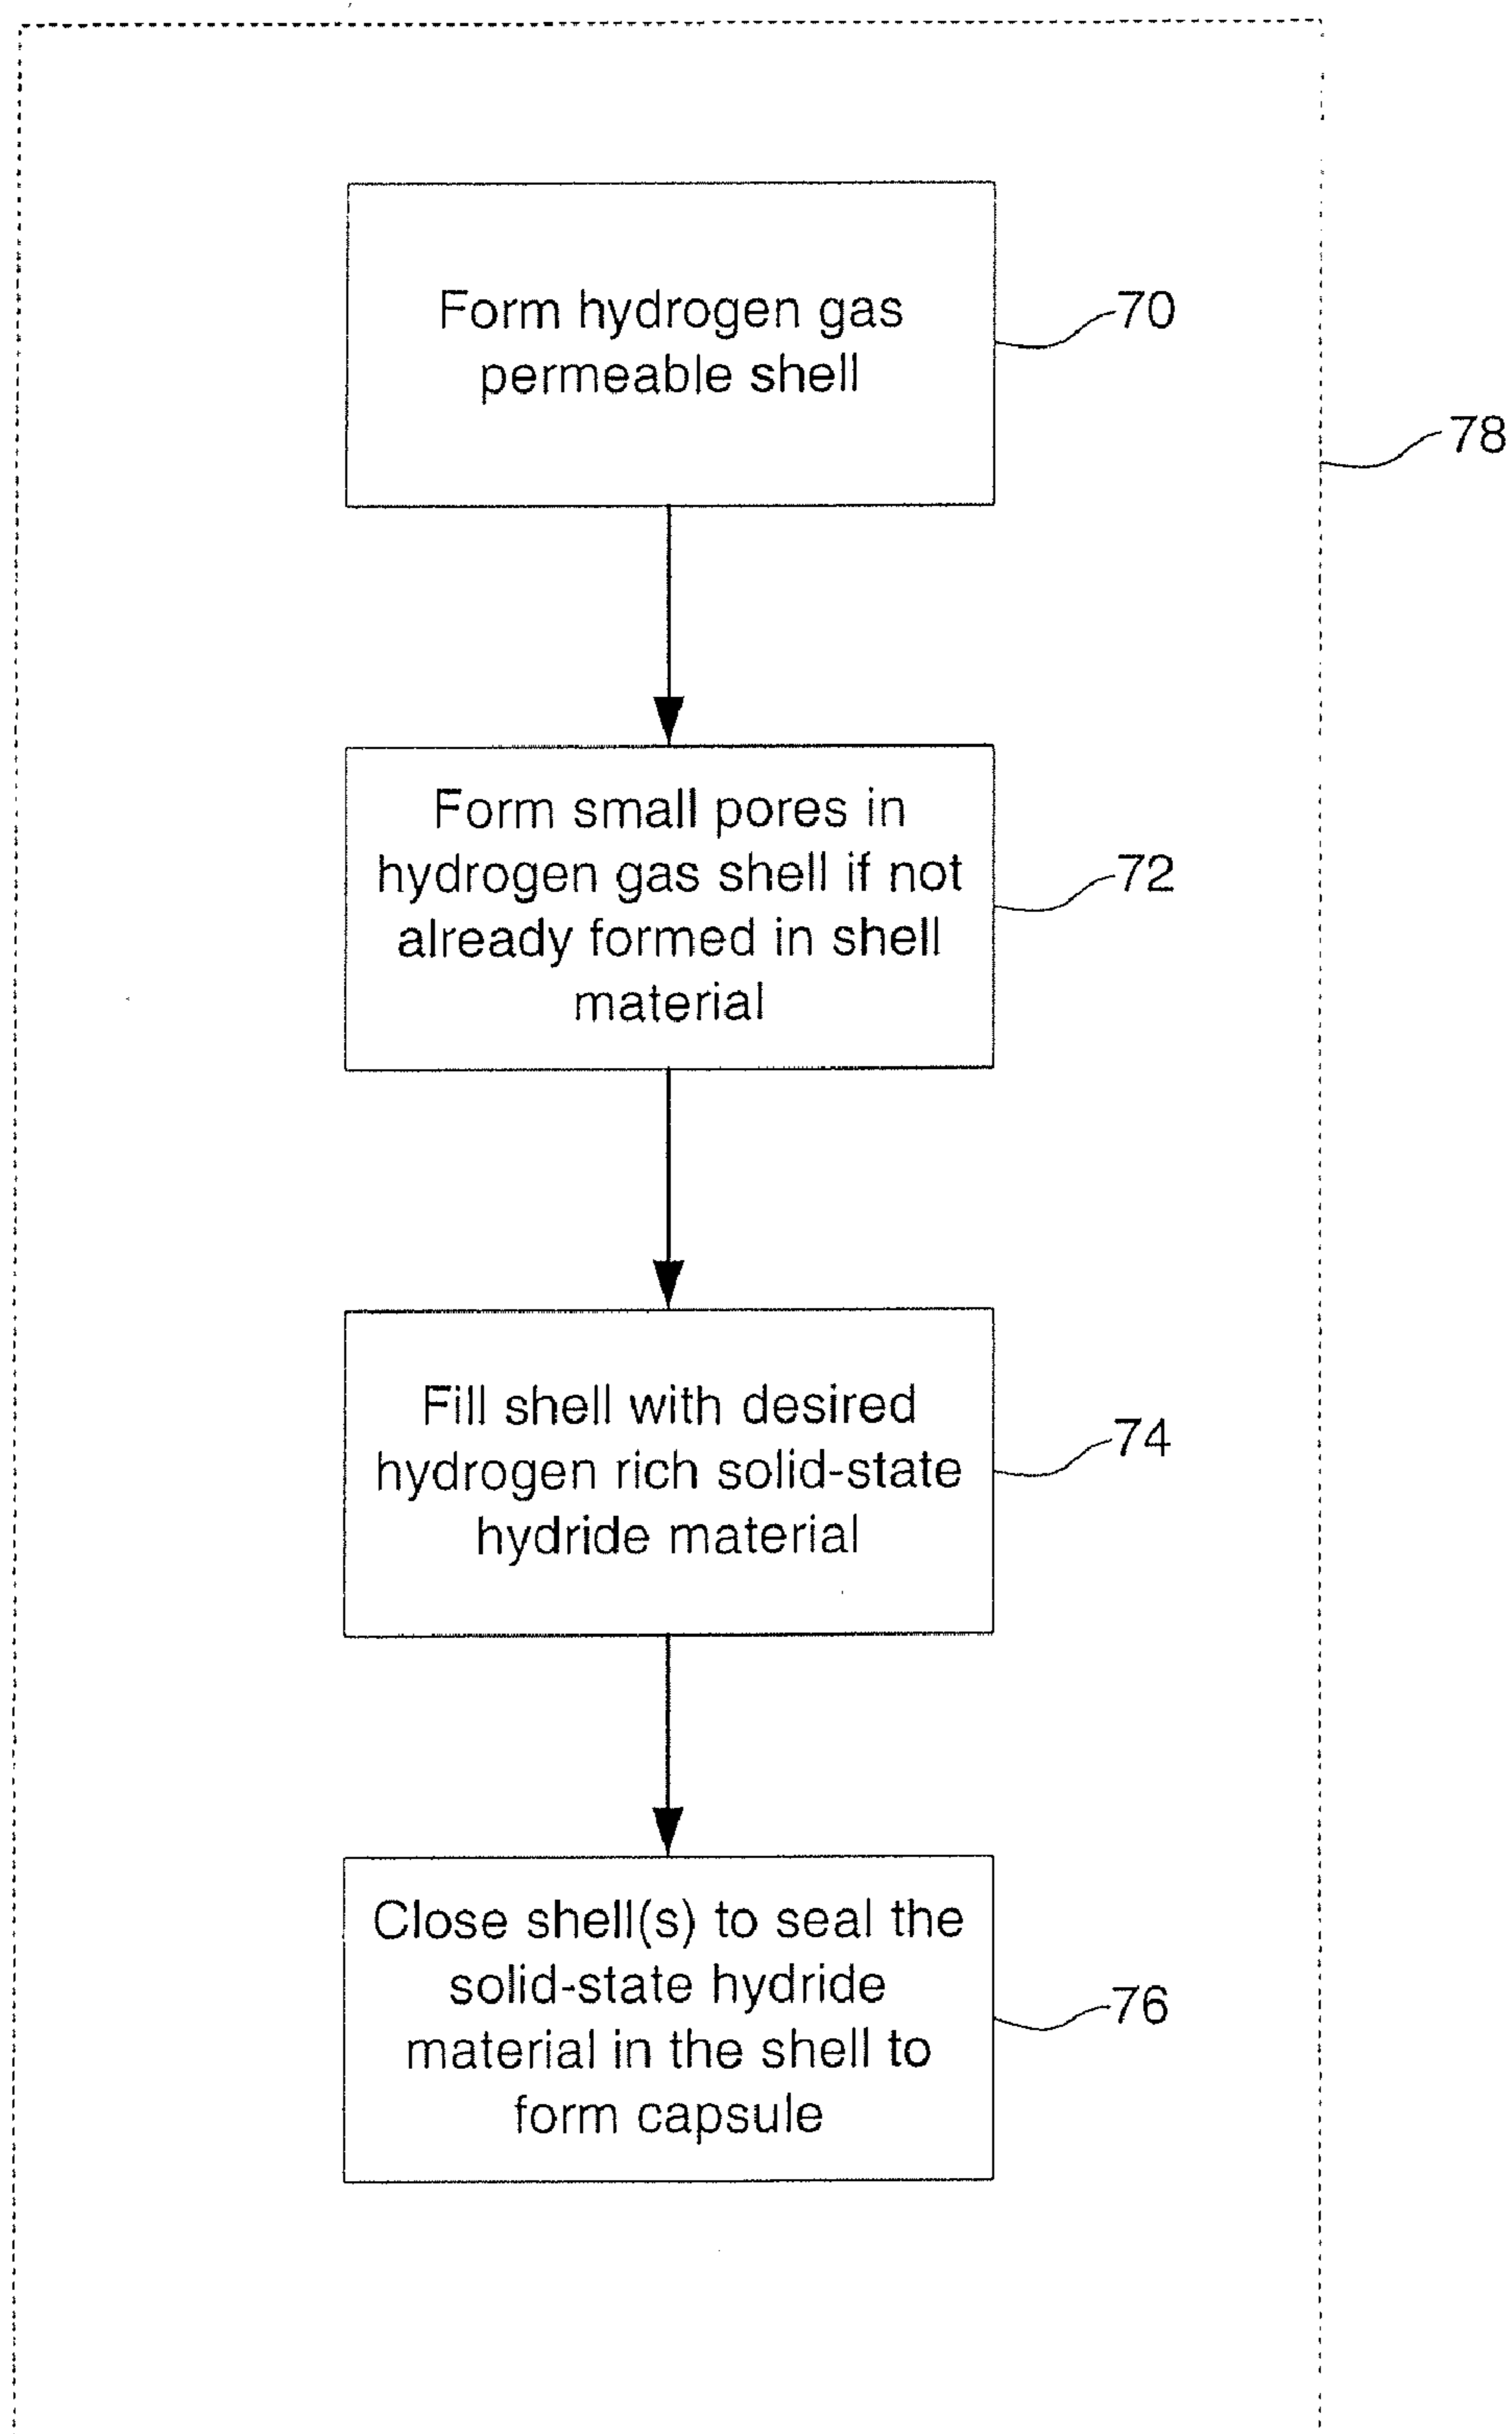 Form hydrogen gas
permeable shell
70
78
Form small pores in
hydrogen gas shell if not
already formed in shell
material
72
Fill shell with desired
hydrogen rich solid-state
hydride material
74
Close shell(s) to seal the
solid-state hydride
material in the shell to
form capsule
76